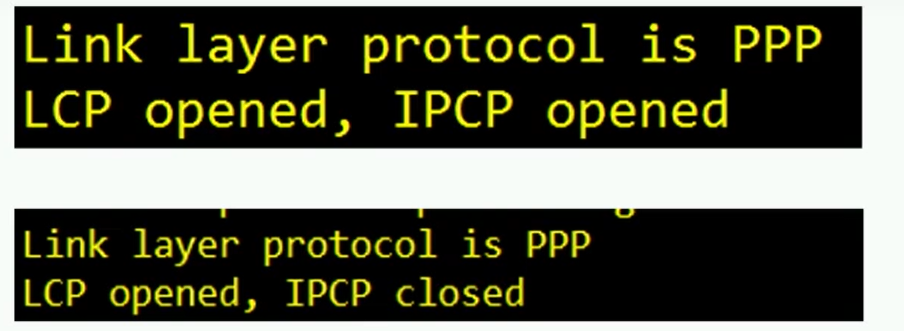 Link layer protocol is PPP
LCP opened, IPCP opened
Link layer protocol is PPP
LCP opened, IPCP closed